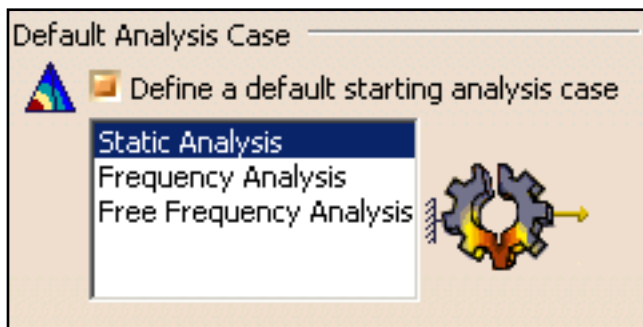 Default Analysis Case
Define a default starting analysis case
Static Analysis
Frequency Analysis
Free Frequency Analysis